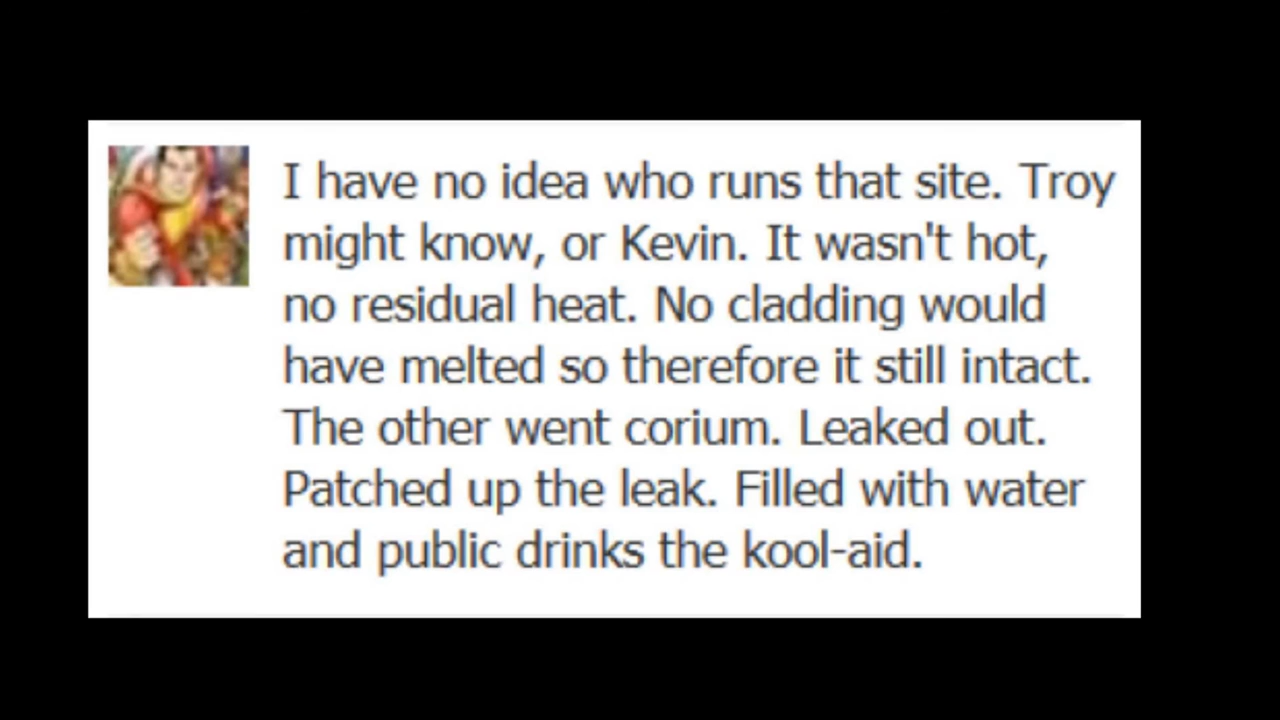 I have no idea who runs that site. Troy
might know, or Kevin. It wasn't hot,
no residual heat. No cladding would
have melted so therefore it still intact.
The other went corium. Leaked out.
Patched up the leak. Filled with water
and public drinks the kool-aid.